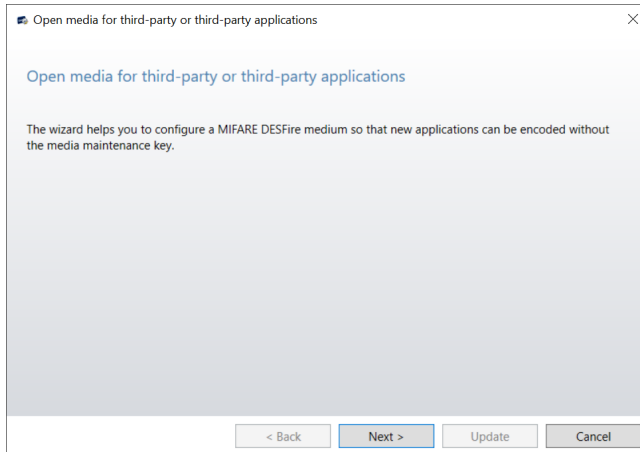 Open media for third-party or third-party applications
Open media for third-party or third-party applications
The wizard helps you to configure a MIFARE DESFire medium so that new applications can be encoded without
the media maintenance key.
< Back Next > Update Cancel